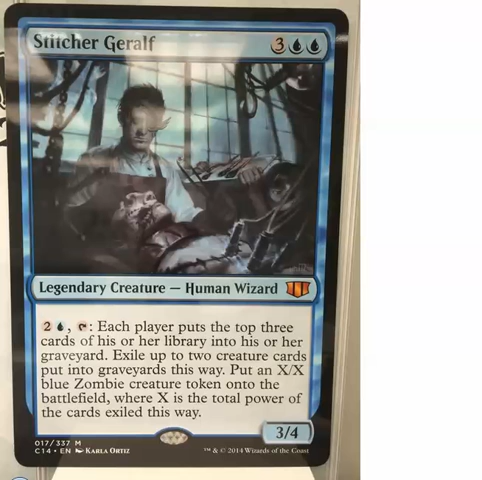 Stitcher Geralf 3
Legendary Creature — Human Wizard
2 , : Each player puts the top three
cards of his or her library into his or her
graveyard. Exile up to two creature cards
put into graveyards this way. Put an X/X
blue Zombie creature token onto the
battlefield, where X is the total power of
the cards exiled this way.
3/4
017/337 M
C14 • EN KARLA ORTIZ
™ & © 2014 Wizards of the Coast